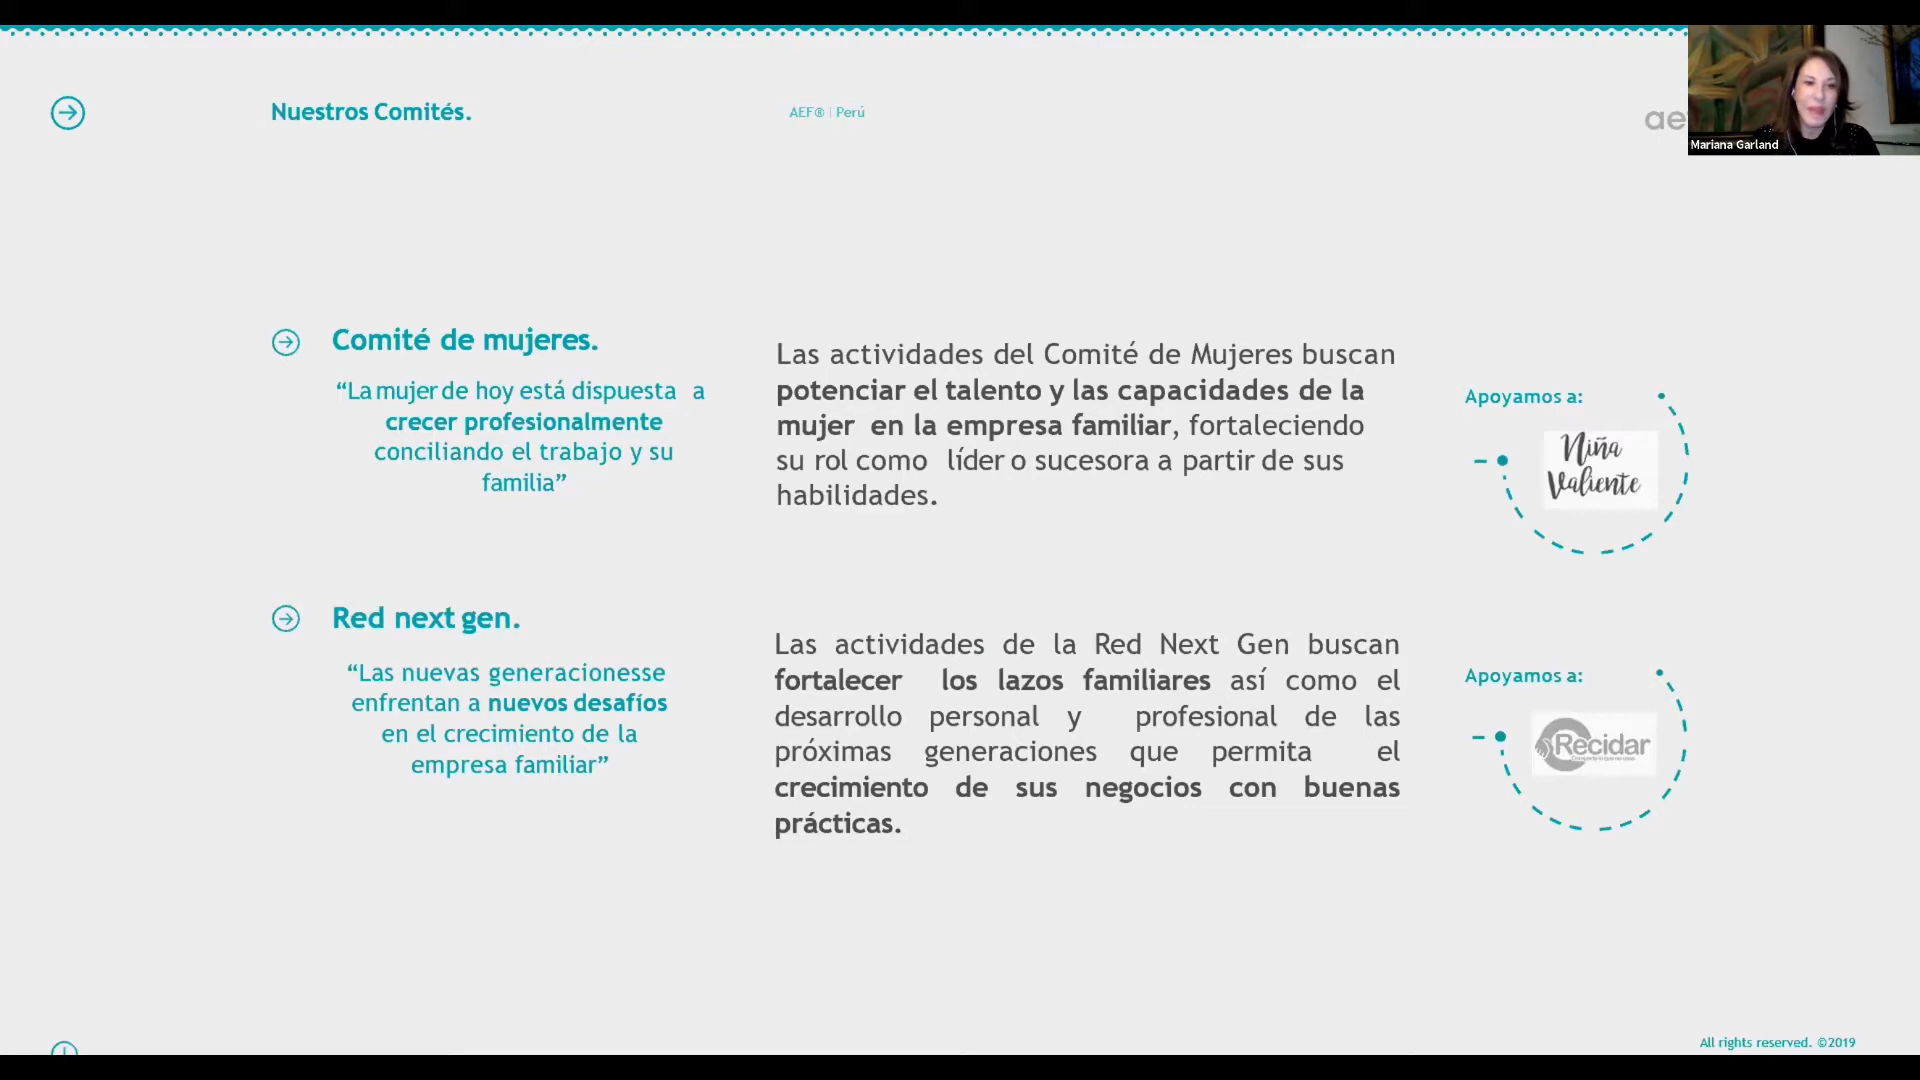 Nuestros Comités.
AEF® | Perú
Mariana Garland
Comité de mujeres.
“La mujer de hoy está dispuesta a
crecer profesionalmente
conciliando el trabajo y su
familia”
Las actividades del Comité de Mujeres buscan
potenciar el talento y las capacidades de la
mujer en la empresa familiar, fortaleciendo
su rol como líder o sucesora a partir de sus
habilidades.
Apoyamos a:
Niña
Valiente
Red next gen.
“Las nuevas generacionesse
enfrentan a nuevos desafíos
en el crecimiento de la
empresa familiar”
Las actividades de la Red Next Gen buscan
fortalecer los lazos familiares así como el
desarrollo personal y profesional de las
próximas generaciones que permita el
crecimiento de sus negocios con buenas
prácticas.
Apoyamos a:
Recidar
All rights reserved. ©2019